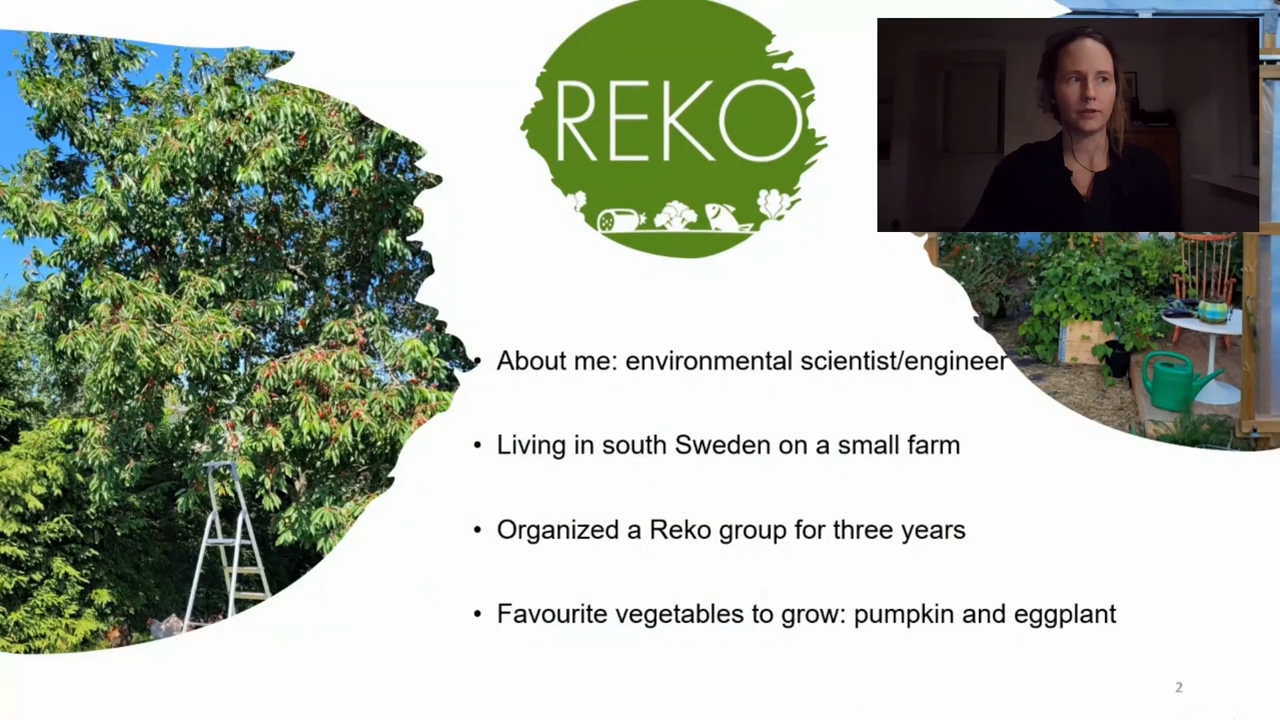 REKO
• About me: environmental scientist/engineer
• Living in south Sweden on a small farm
• Organized a Reko group for three years
• Favourite vegetables to grow: pumpkin and eggplant
2